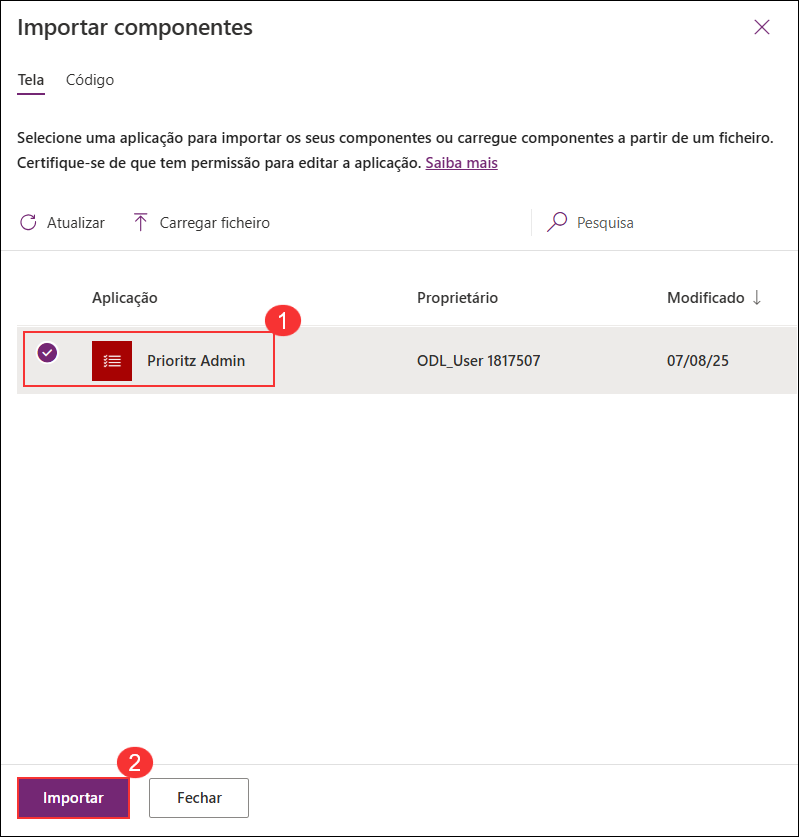 Importar componentes
Tela Código
Selecione uma aplicação para importar os seus componentes ou carregue componentes a partir de um ficheiro.
Certifique-se de que tem permissão para editar a aplicação. Saiba mais
Atualizar Carregar ficheiro Pesquisa
Aplicação Proprietário Modificado
1
Prioritz Admin ODL_User 1817507 07/08/25
2
Importar Fechar